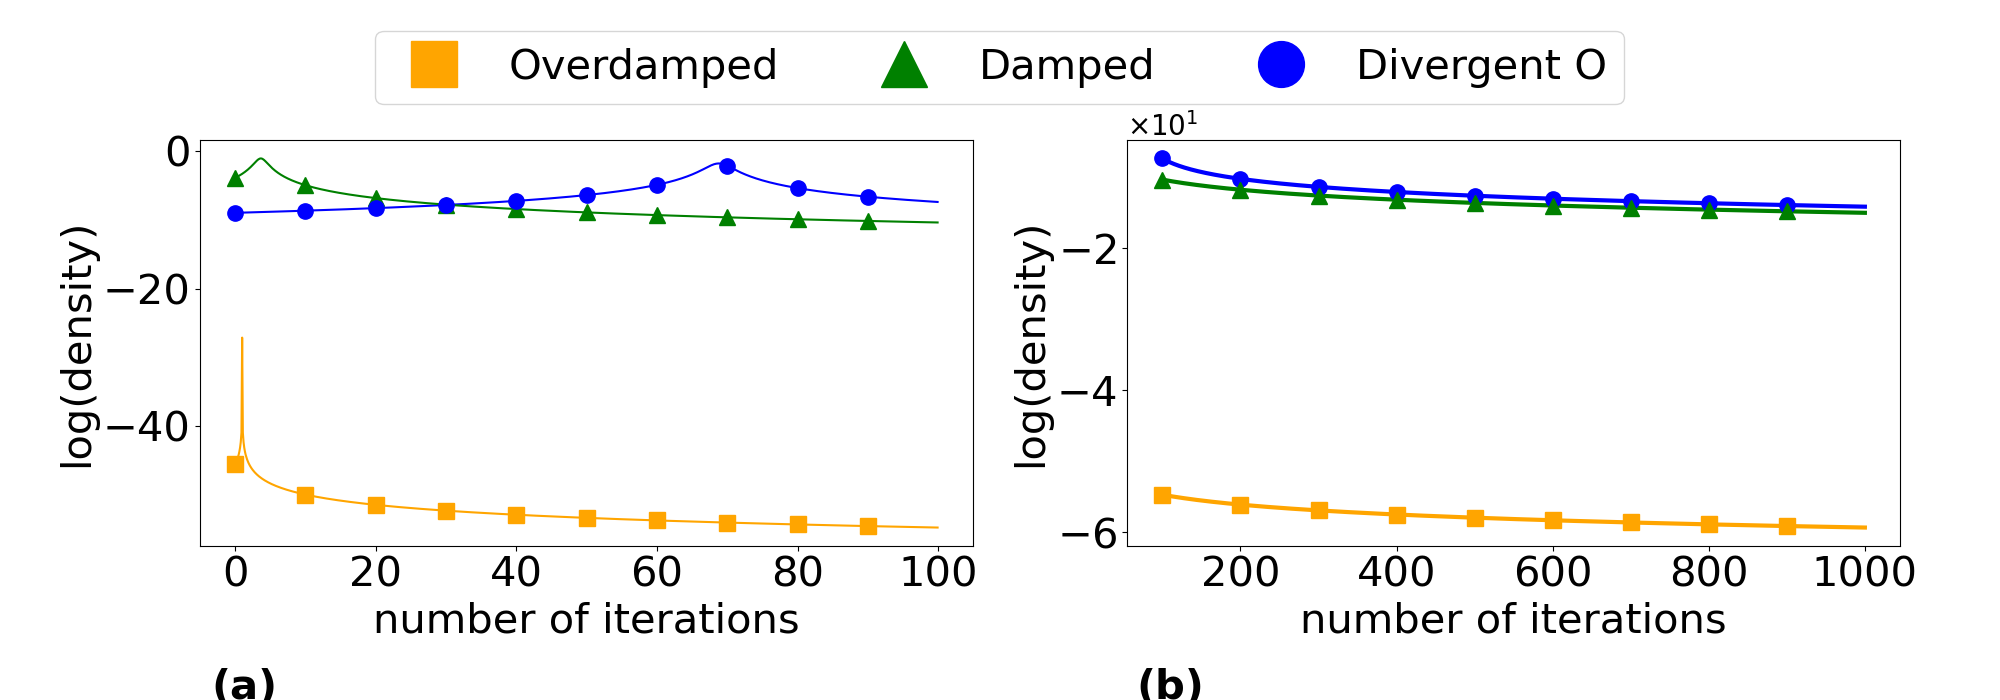 Overdamped Damped Divergent O
×10¹
0
−20
−40
log(density)
0 20 40 60 80 100
number of iterations
(a)
−2
−4
−6
log(density)
200 400 600 800 1000
number of iterations
(b)